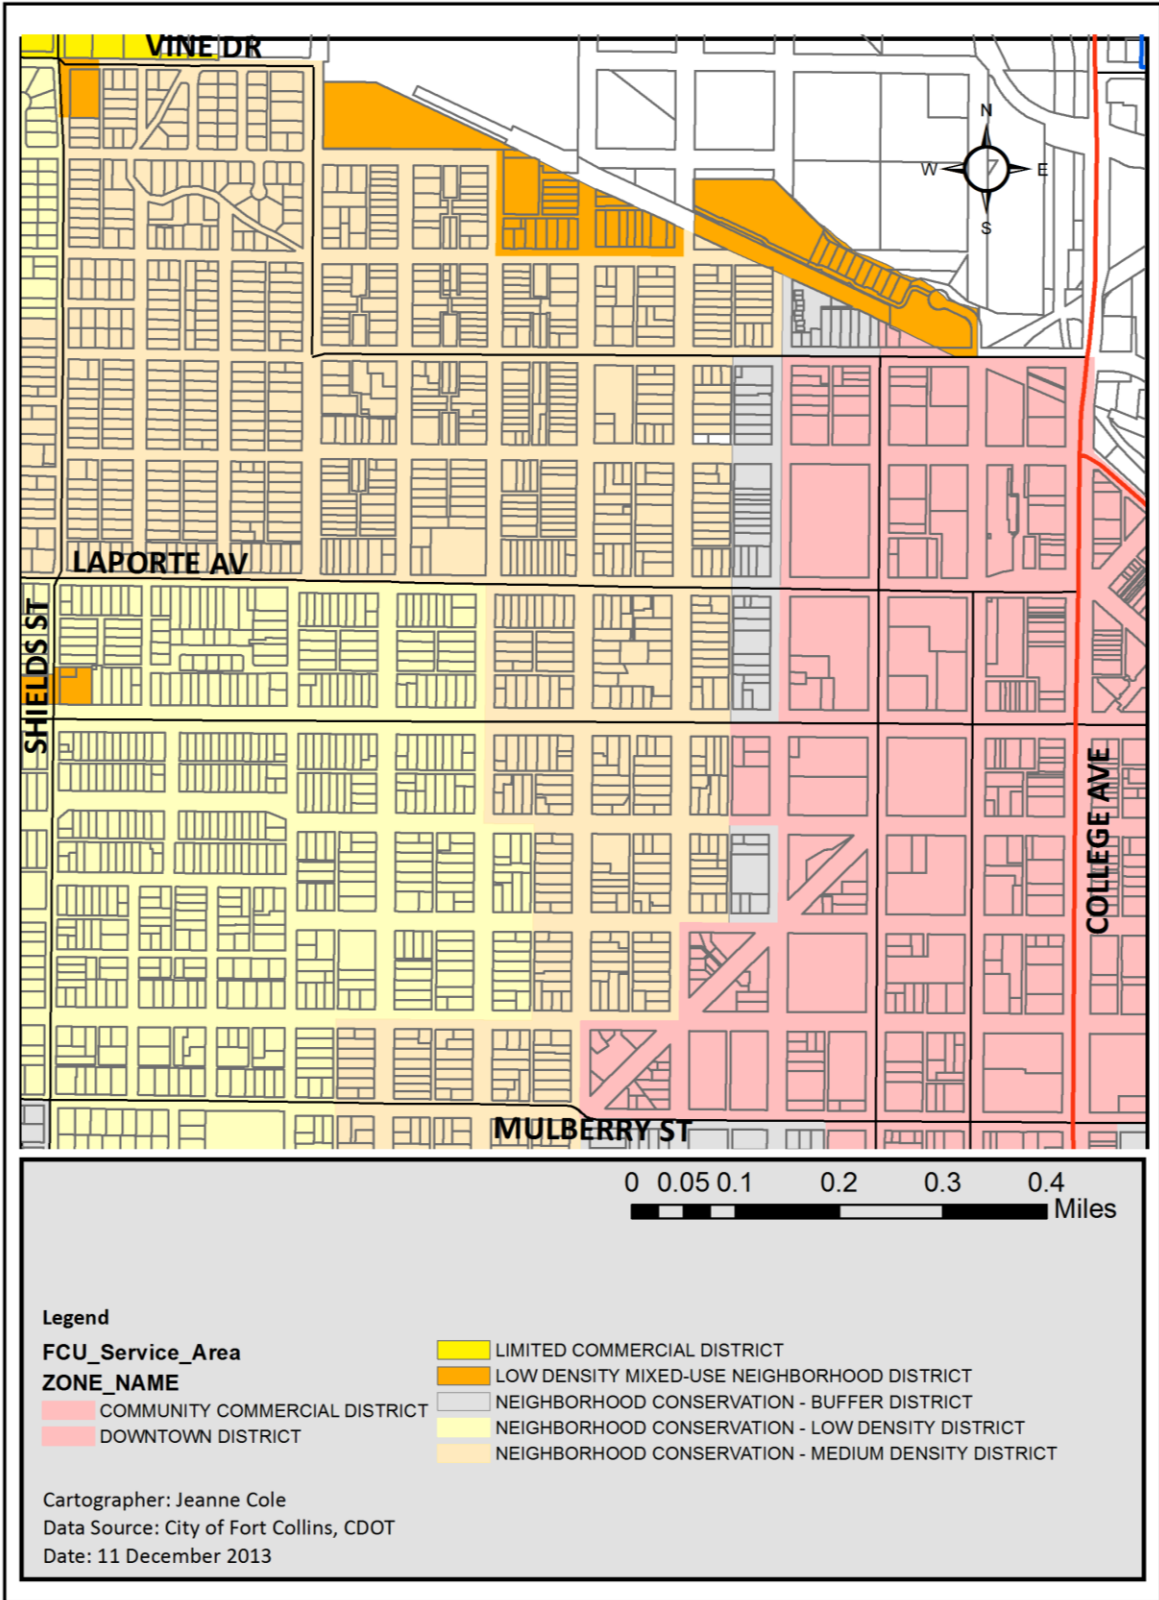 VINE DR
N
W
E
S
LAPORTE AV
SHIELDS ST
COLLEGE AVE
MULBERRY ST
0 0.05 0.1 0.2 0.3 0.4
Miles
Legend
FCU_Service_Area
ZONE_NAME
COMMUNITY COMMERCIAL DISTRICT
DOWNTOWN DISTRICT
LIMITED COMMERCIAL DISTRICT
LOW DENSITY MIXED-USE NEIGHBORHOOD DISTRICT
NEIGHBORHOOD CONSERVATION - BUFFER DISTRICT
NEIGHBORHOOD CONSERVATION - LOW DENSITY DISTRICT
NEIGHBORHOOD CONSERVATION - MEDIUM DENSITY DISTRICT
Cartographer: Jeanne Cole
Data Source: City of Fort Collins, CDOT
Date: 11 December 2013